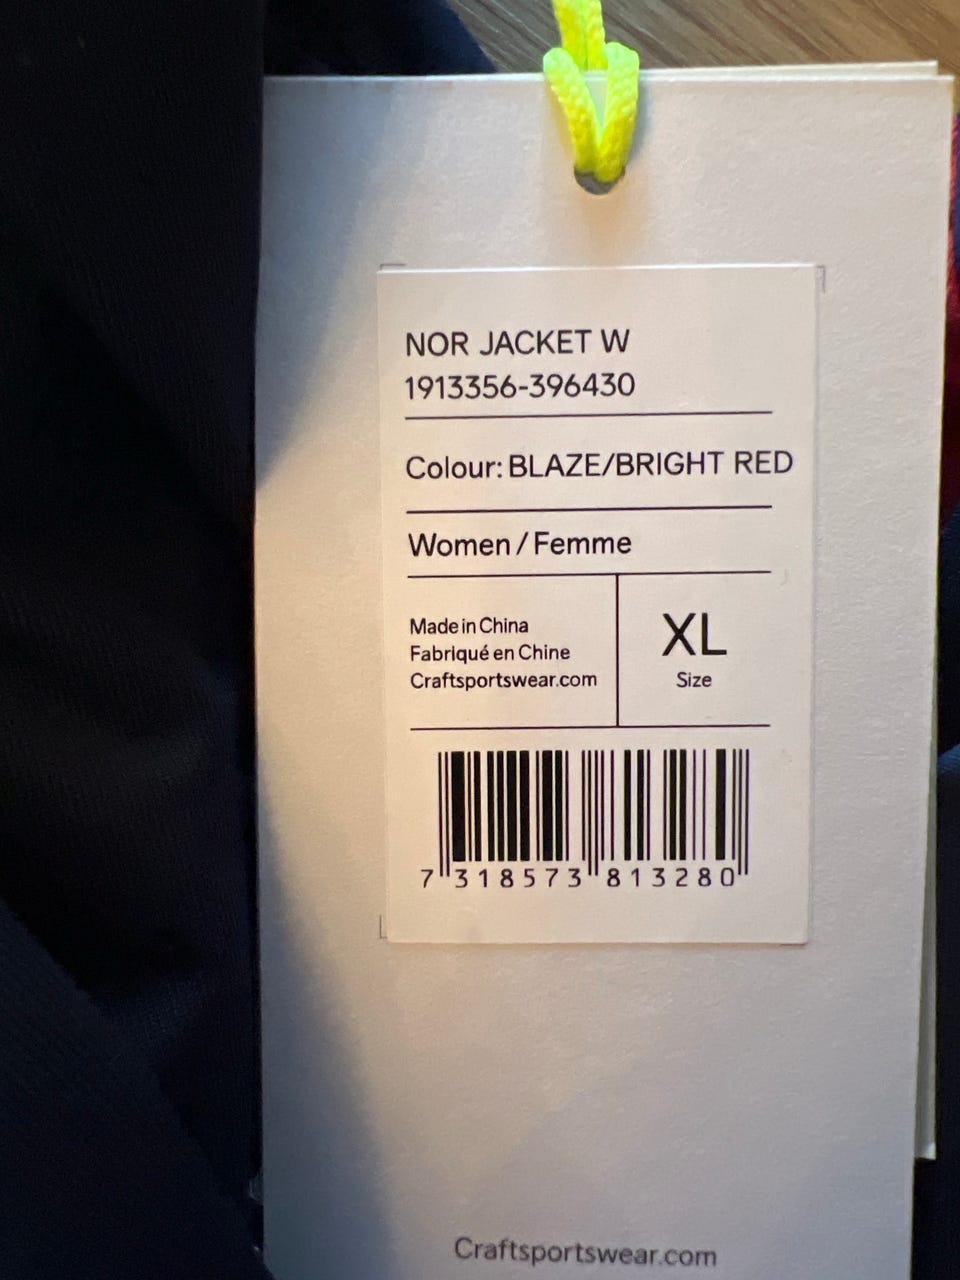 NOR JACKET W
1913356-396430
Colour: BLAZE/BRIGHT RED
Women / Femme
Made in China
Fabriqué en Chine
Craftsportswear.com
XL
Size
7 318573 813280
Craftsportswear.com